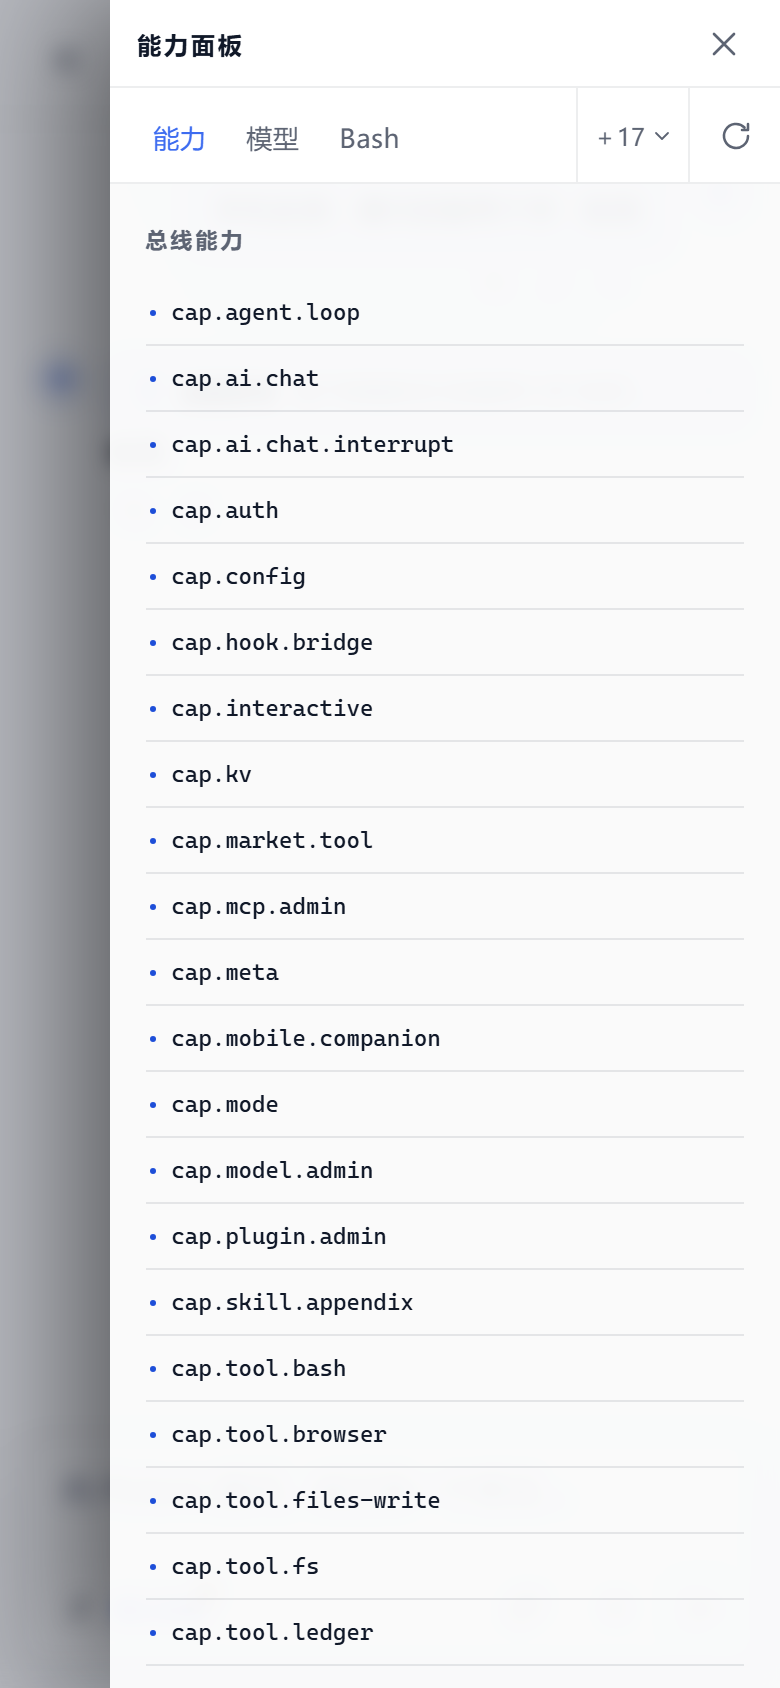 能力面板
能力 模型 Bash + 17
总线能力
• cap.agent.loop
• cap.ai.chat
• cap.ai.chat.interrupt
• cap.auth
• cap.config
• cap.hook.bridge
• cap.interactive
• cap.kv
• cap.market.tool
• cap.mcp.admin
• cap.meta
• cap.mobile.companion
• cap.mode
• cap.model.admin
• cap.plugin.admin
• cap.skill.appendix
• cap.tool.bash
• cap.tool.browser
• cap.tool.files-write
• cap.tool.fs
• cap.tool.ledger